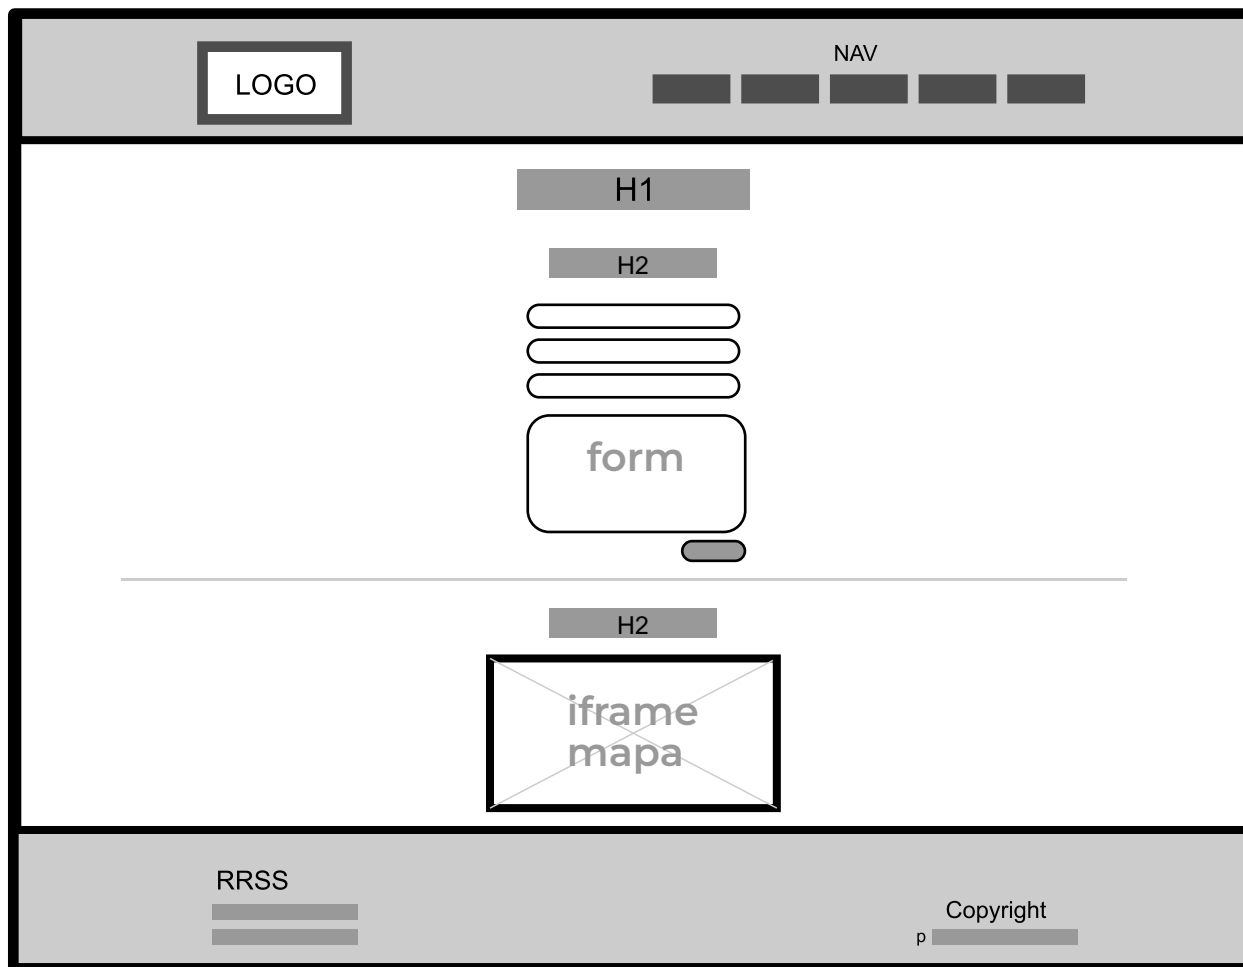 LOGO
NAV
H1
H2
form
H2
iframe
mapa
RRSS
Copyright
p